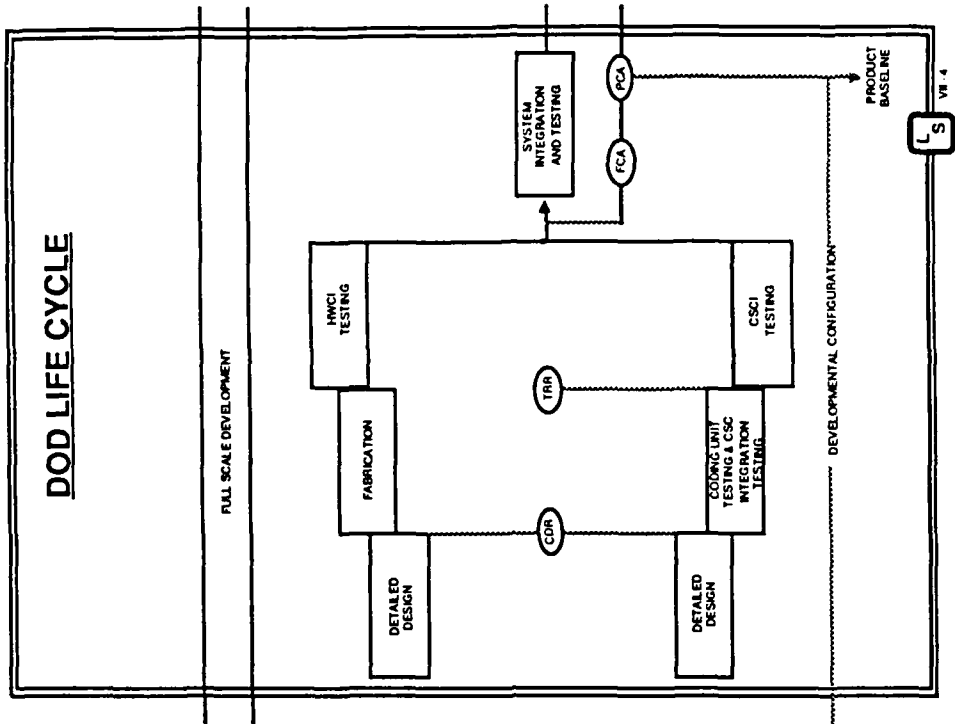 DOD LIFE CYCLE
FULL SCALE DEVELOPMENT
DETAILED
DESIGN
FABRICATION
HWCI
TESTING
CDR
TRR
SYSTEM
INTEGRATION
AND TESTING
FCA
PCA
DETAILED
DESIGN
CODING UNIT
TESTING & CSC
INTEGRATION
TESTING
CSCI
TESTING
DEVELOPMENTAL CONFIGURATION
PRODUCT
BASELINE
L
S
VII - 4